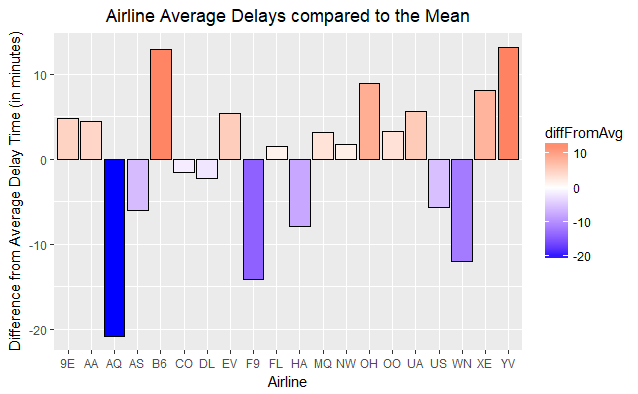 Airline Average Delays compared to the Mean
Difference from Average Delay Time (in minutes)
10
0
-10
-20
9E AA AQ AS B6 CO DL EV F9 FL HA MQ NW OH OO UA US WN XE YV
Airline
diffFromAvg
10
0
-10
-20